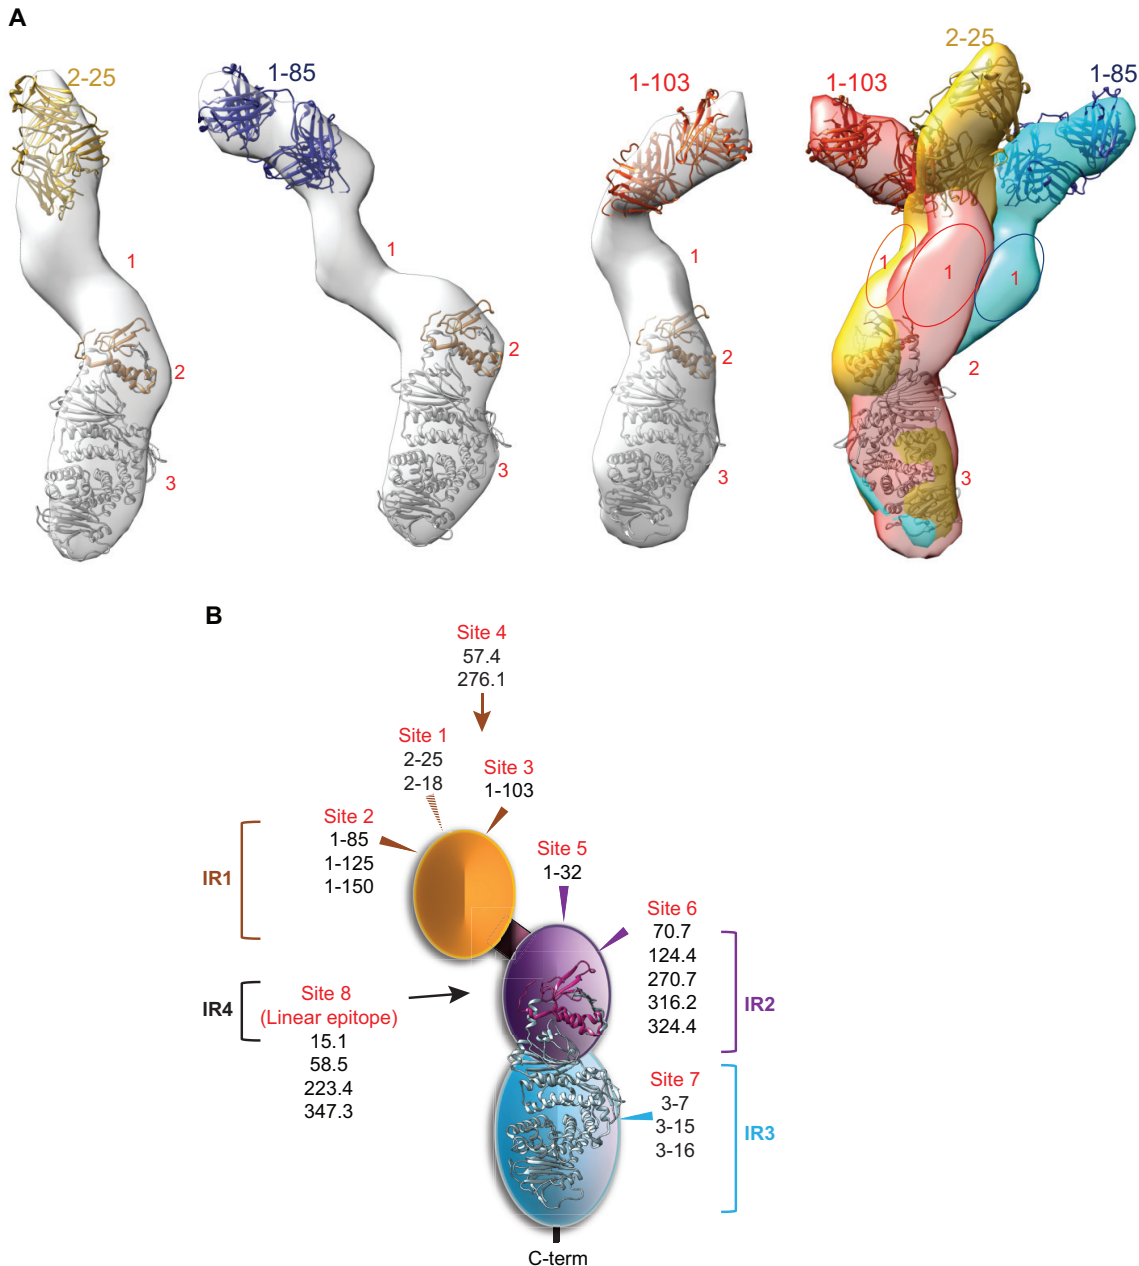 A
2-25
1-85
1-103
1-103
2-25
1-85
1
2
3
1
2
3
1
2
3
1
1
1
2
3
B
Site 4
57.4
276.1
Site 1
2-25
2-18
Site 3
1-103
Site 2
1-85
1-125
1-150
IR1
Site 5
1-32
Site 6
70.7
124.4
270.7
316.2
324.4
IR2
IR4
Site 8
(Linear epitope)
15.1
58.5
223.4
347.3
Site 7
3-7
3-15
3-16
IR3
C-term